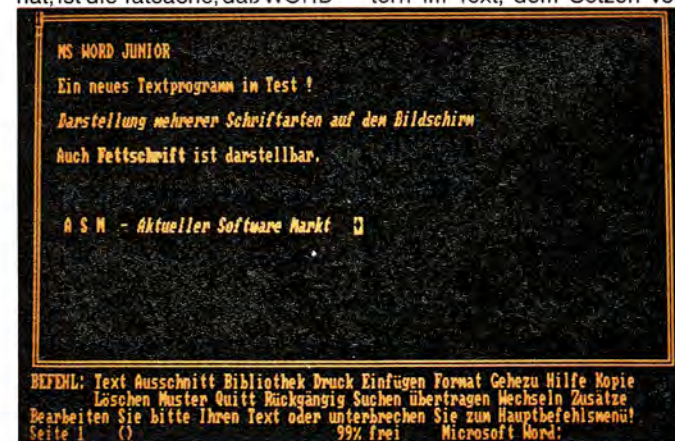 hat, ist die Tatsache, daß WORD tern im Text, dem Setzen vo
MS WORD JUNIOR
Ein neues Textprogramm im Test !
Darstellung mehrerer Schriftarten auf dem Bildschirm
Auch Fettschrift ist darstellbar.
A S M - Aktueller Software Markt
BEFEHL: Text Ausschnitt Bibliothek Druck Einfügen Format Gehezu Hilfe Kopie
Löschen Muster Quitt Rückgängig Suchen übertragen Wechseln Zusätze
Bearbeiten Sie bitte Ihren Text oder unterbrechen Sie zum Hauptbefehlsmenü!
Seite 1 {} 99% frei Microsoft Word: